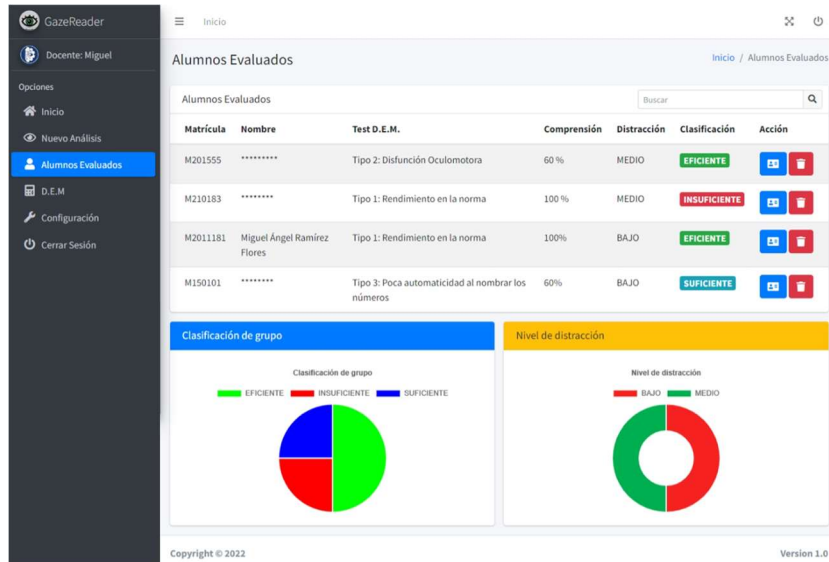 GazeReader
Inicio
Docente: Miguel
Opciones
Inicio
Nuevo Análisis
Alumnos Evaluados
D.E.M
Configuración
Cerrar Sesión
Alumnos Evaluados
Inicio / Alumnos Evaluados
Alumnos Evaluados
Buscar
Matrícula Nombre Test D.E.M. Comprensión Distracción Clasificación Acción
M201555 ********* Tipo 2: Disfunción Oculomotora 60 % MEDIO EFICIENTE
M210183 ******** Tipo 1: Rendimiento en la norma 100 % MEDIO INSUFICIENTE
M2011181 Miguel Ángel Ramírez Tipo 1: Rendimiento en la norma 100% BAJO EFICIENTE
Flores
M150101 ******** Tipo 3: Poca automaticidad al nombrar los 60% BAJO SUFICIENTE
números
Clasificación de grupo
Clasificación de grupo
EFICIENTE INSUFICIENTE SUFICIENTE
Nivel de distracción
Nivel de distracción
BAJO MEDIO
Copyright © 2022
Version 1.0